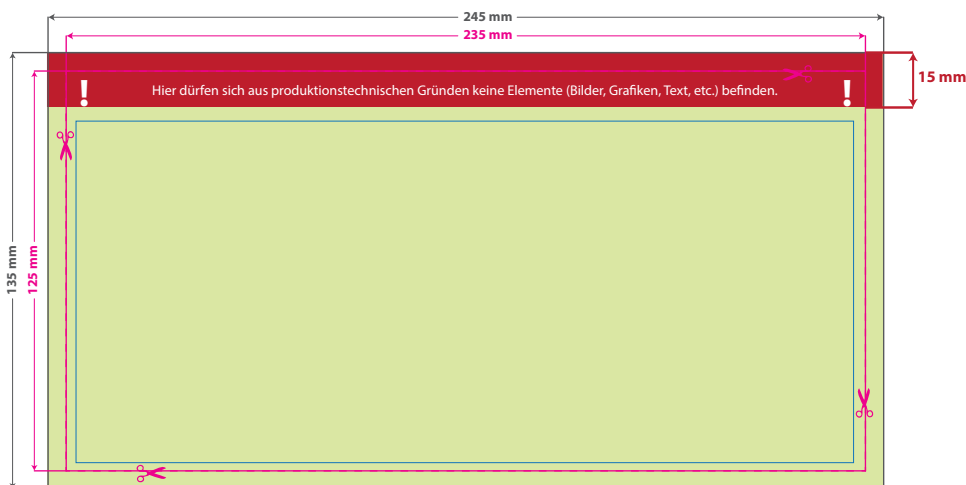 245 mm
235 mm
15 mm
! Hier dürfen sich aus produktionstechnischen Gründen keine Elemente (Bilder, Grafiken, Text, etc.) befinden. !
135 mm
125 mm